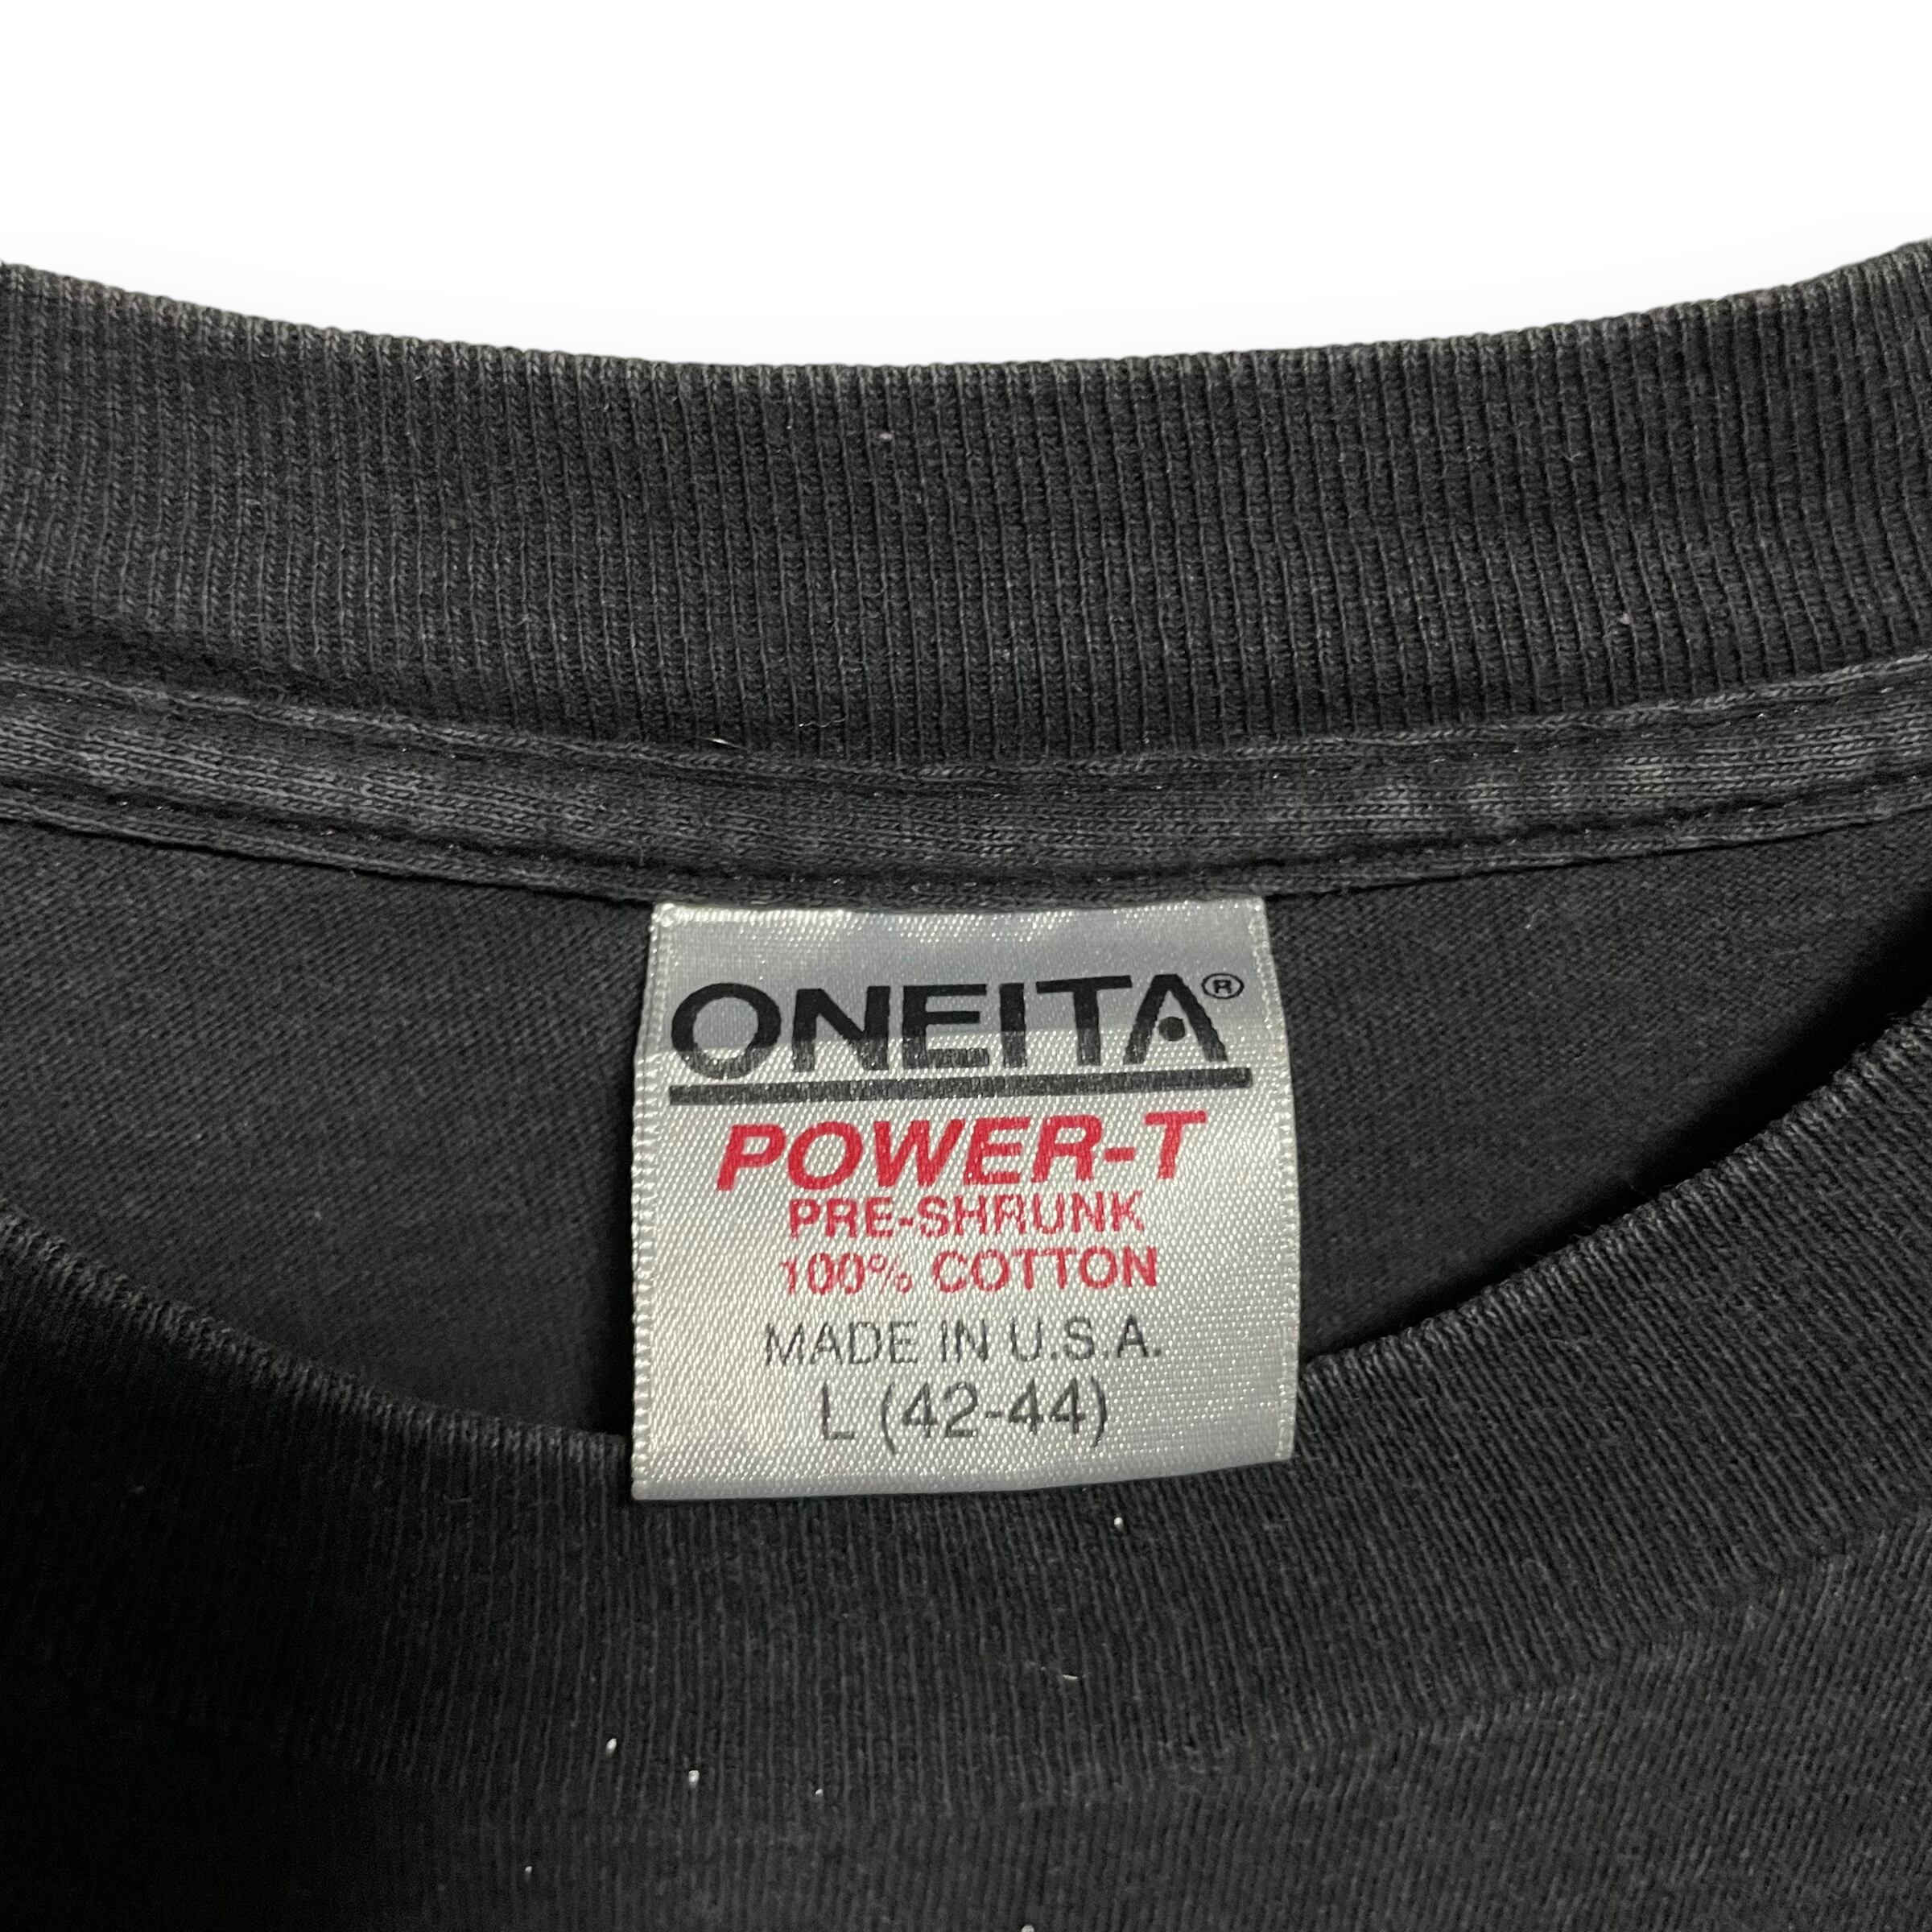 ONEITA®
POWER-T
PRE-SHRUNK
100% COTTON
MADE IN U.S.A.
L (42-44)